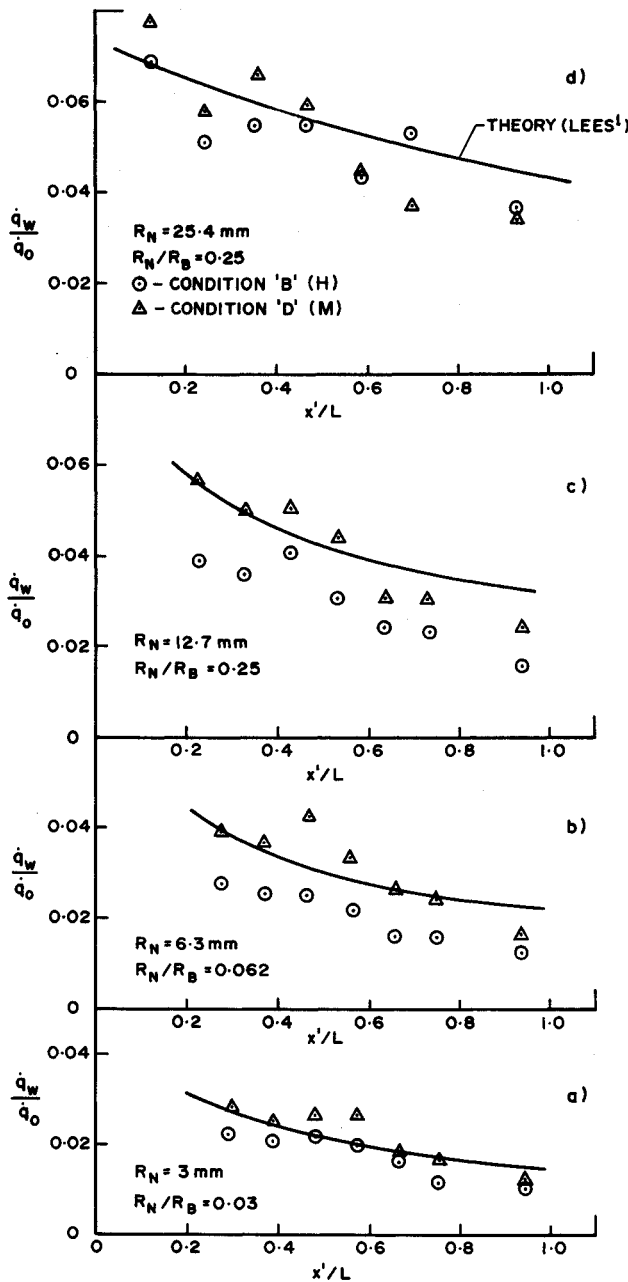 d)
0·06
THEORY (LEES¹)
0·04
q̇w
q̇o
RN = 25.4 mm
RN/RB = 0·25
0·02
⊙ – CONDITION 'B' (H)
△ – CONDITION 'D' (M)
0
0·2 0·4 0·6 0·8 1·0
x'/L
0·06
c)
0·04
q̇w
q̇o
0·02
RN = 12·7 mm
RN/RB = 0·25
0
0·2 0·4 0·6 0·8 1·0
x'/L
0·04
b)
q̇w
q̇o
0·02
RN = 6·3 mm
RN/RB = 0.062
0
0·2 0·4 0·6 0·8 1·0
x'/L
0·04
a)
q̇w
q̇o
0·02
RN = 3 mm
RN/RB = 0·03
0
0 0·2 0·4 0·6 0·8 1·0
x'/L